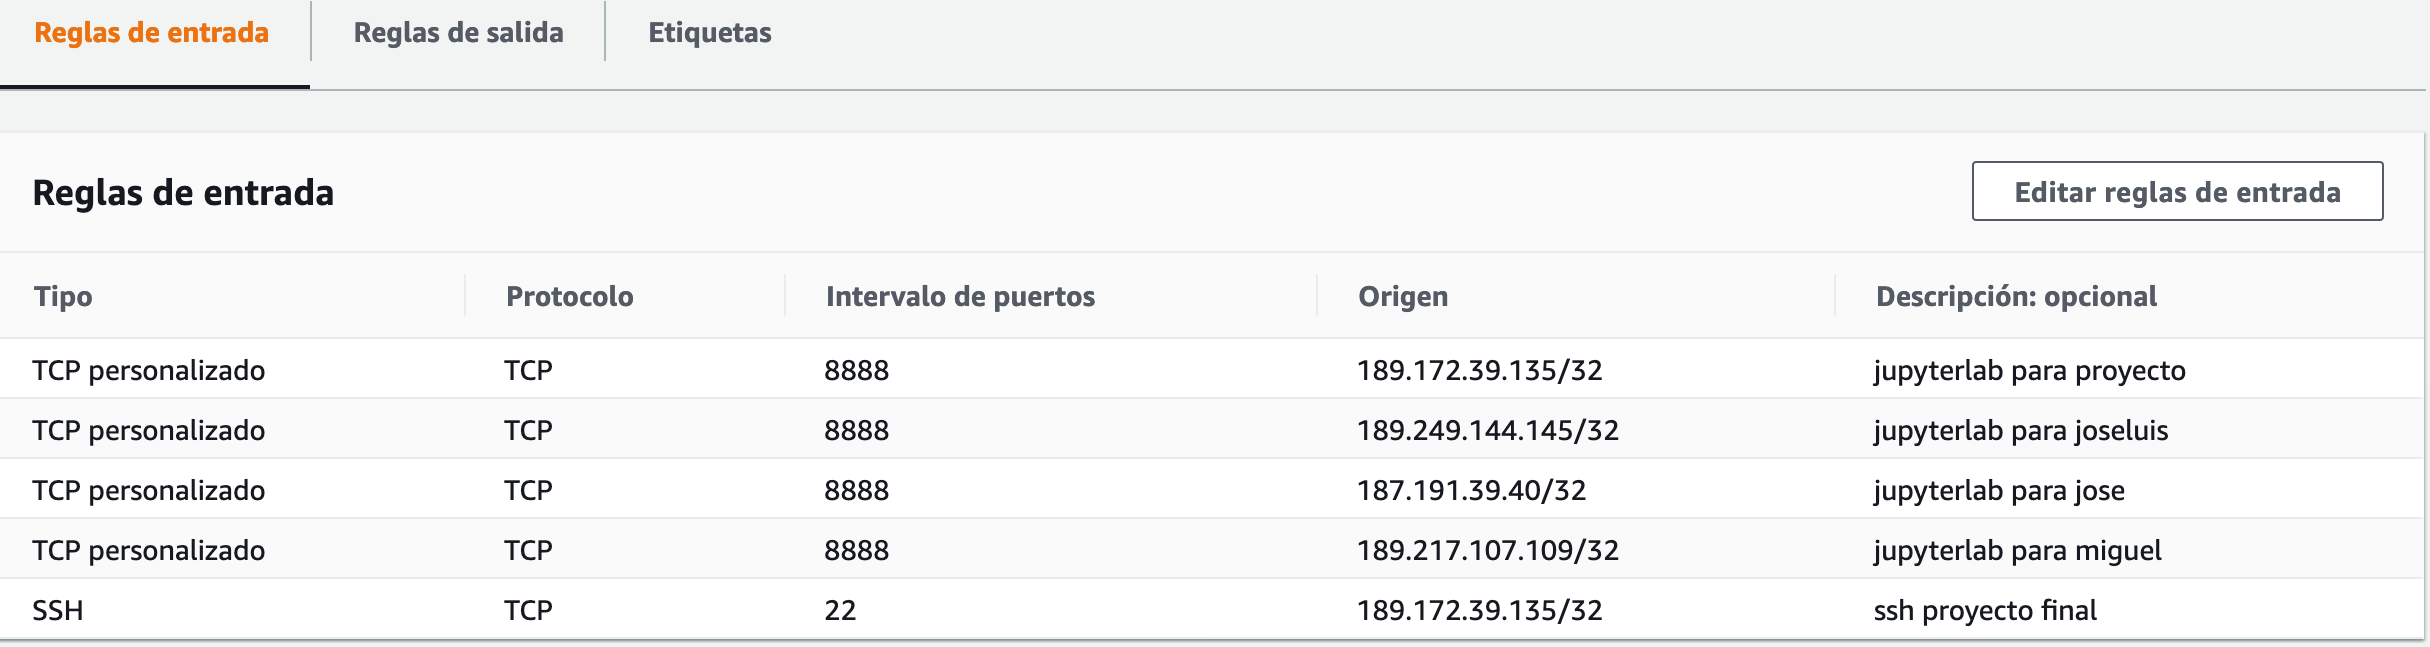 Reglas de entrada Reglas de salida Etiquetas
Reglas de entrada Editar reglas de entrada
Tipo Protocolo Intervalo de puertos Origen Descripción: opcional
TCP personalizado TCP 8888 189.172.39.135/32 jupyterlab para proyecto
TCP personalizado TCP 8888 189.249.144.145/32 jupyterlab para joseluis
TCP personalizado TCP 8888 187.191.39.40/32 jupyterlab para jose
TCP personalizado TCP 8888 189.217.107.109/32 jupyterlab para miguel
SSH TCP 22 189.172.39.135/32 ssh proyecto final